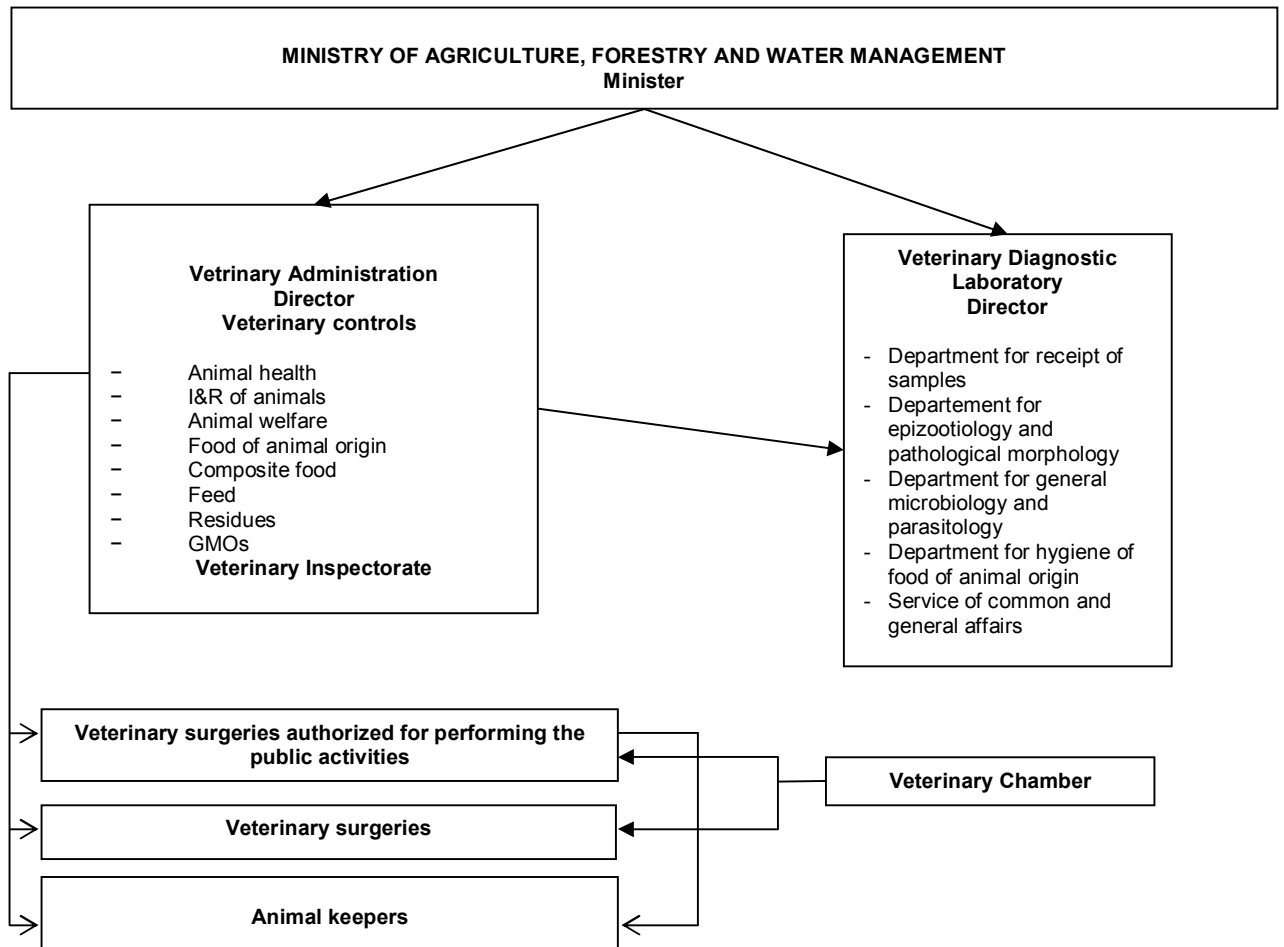 MINISTRY OF AGRICULTURE, FORESTRY AND WATER MANAGEMENT
Minister
Vetrinary Administration
Director
Veterinary controls
− Animal health
− I&R of animals
− Animal welfare
− Food of animal origin
− Composite food
− Feed
− Residues
− GMOs
Veterinary Inspectorate
Veterinary Diagnostic
Laboratory
Director
- Department for receipt of
samples
- Departement for
epizootiology and
pathological morphology
- Department for general
microbiology and
parasitology
- Department for hygiene of
food of animal origin
- Service of common and
general affairs
Veterinary surgeries authorized for performing the
public activities
Veterinary Chamber
Veterinary surgeries
Animal keepers